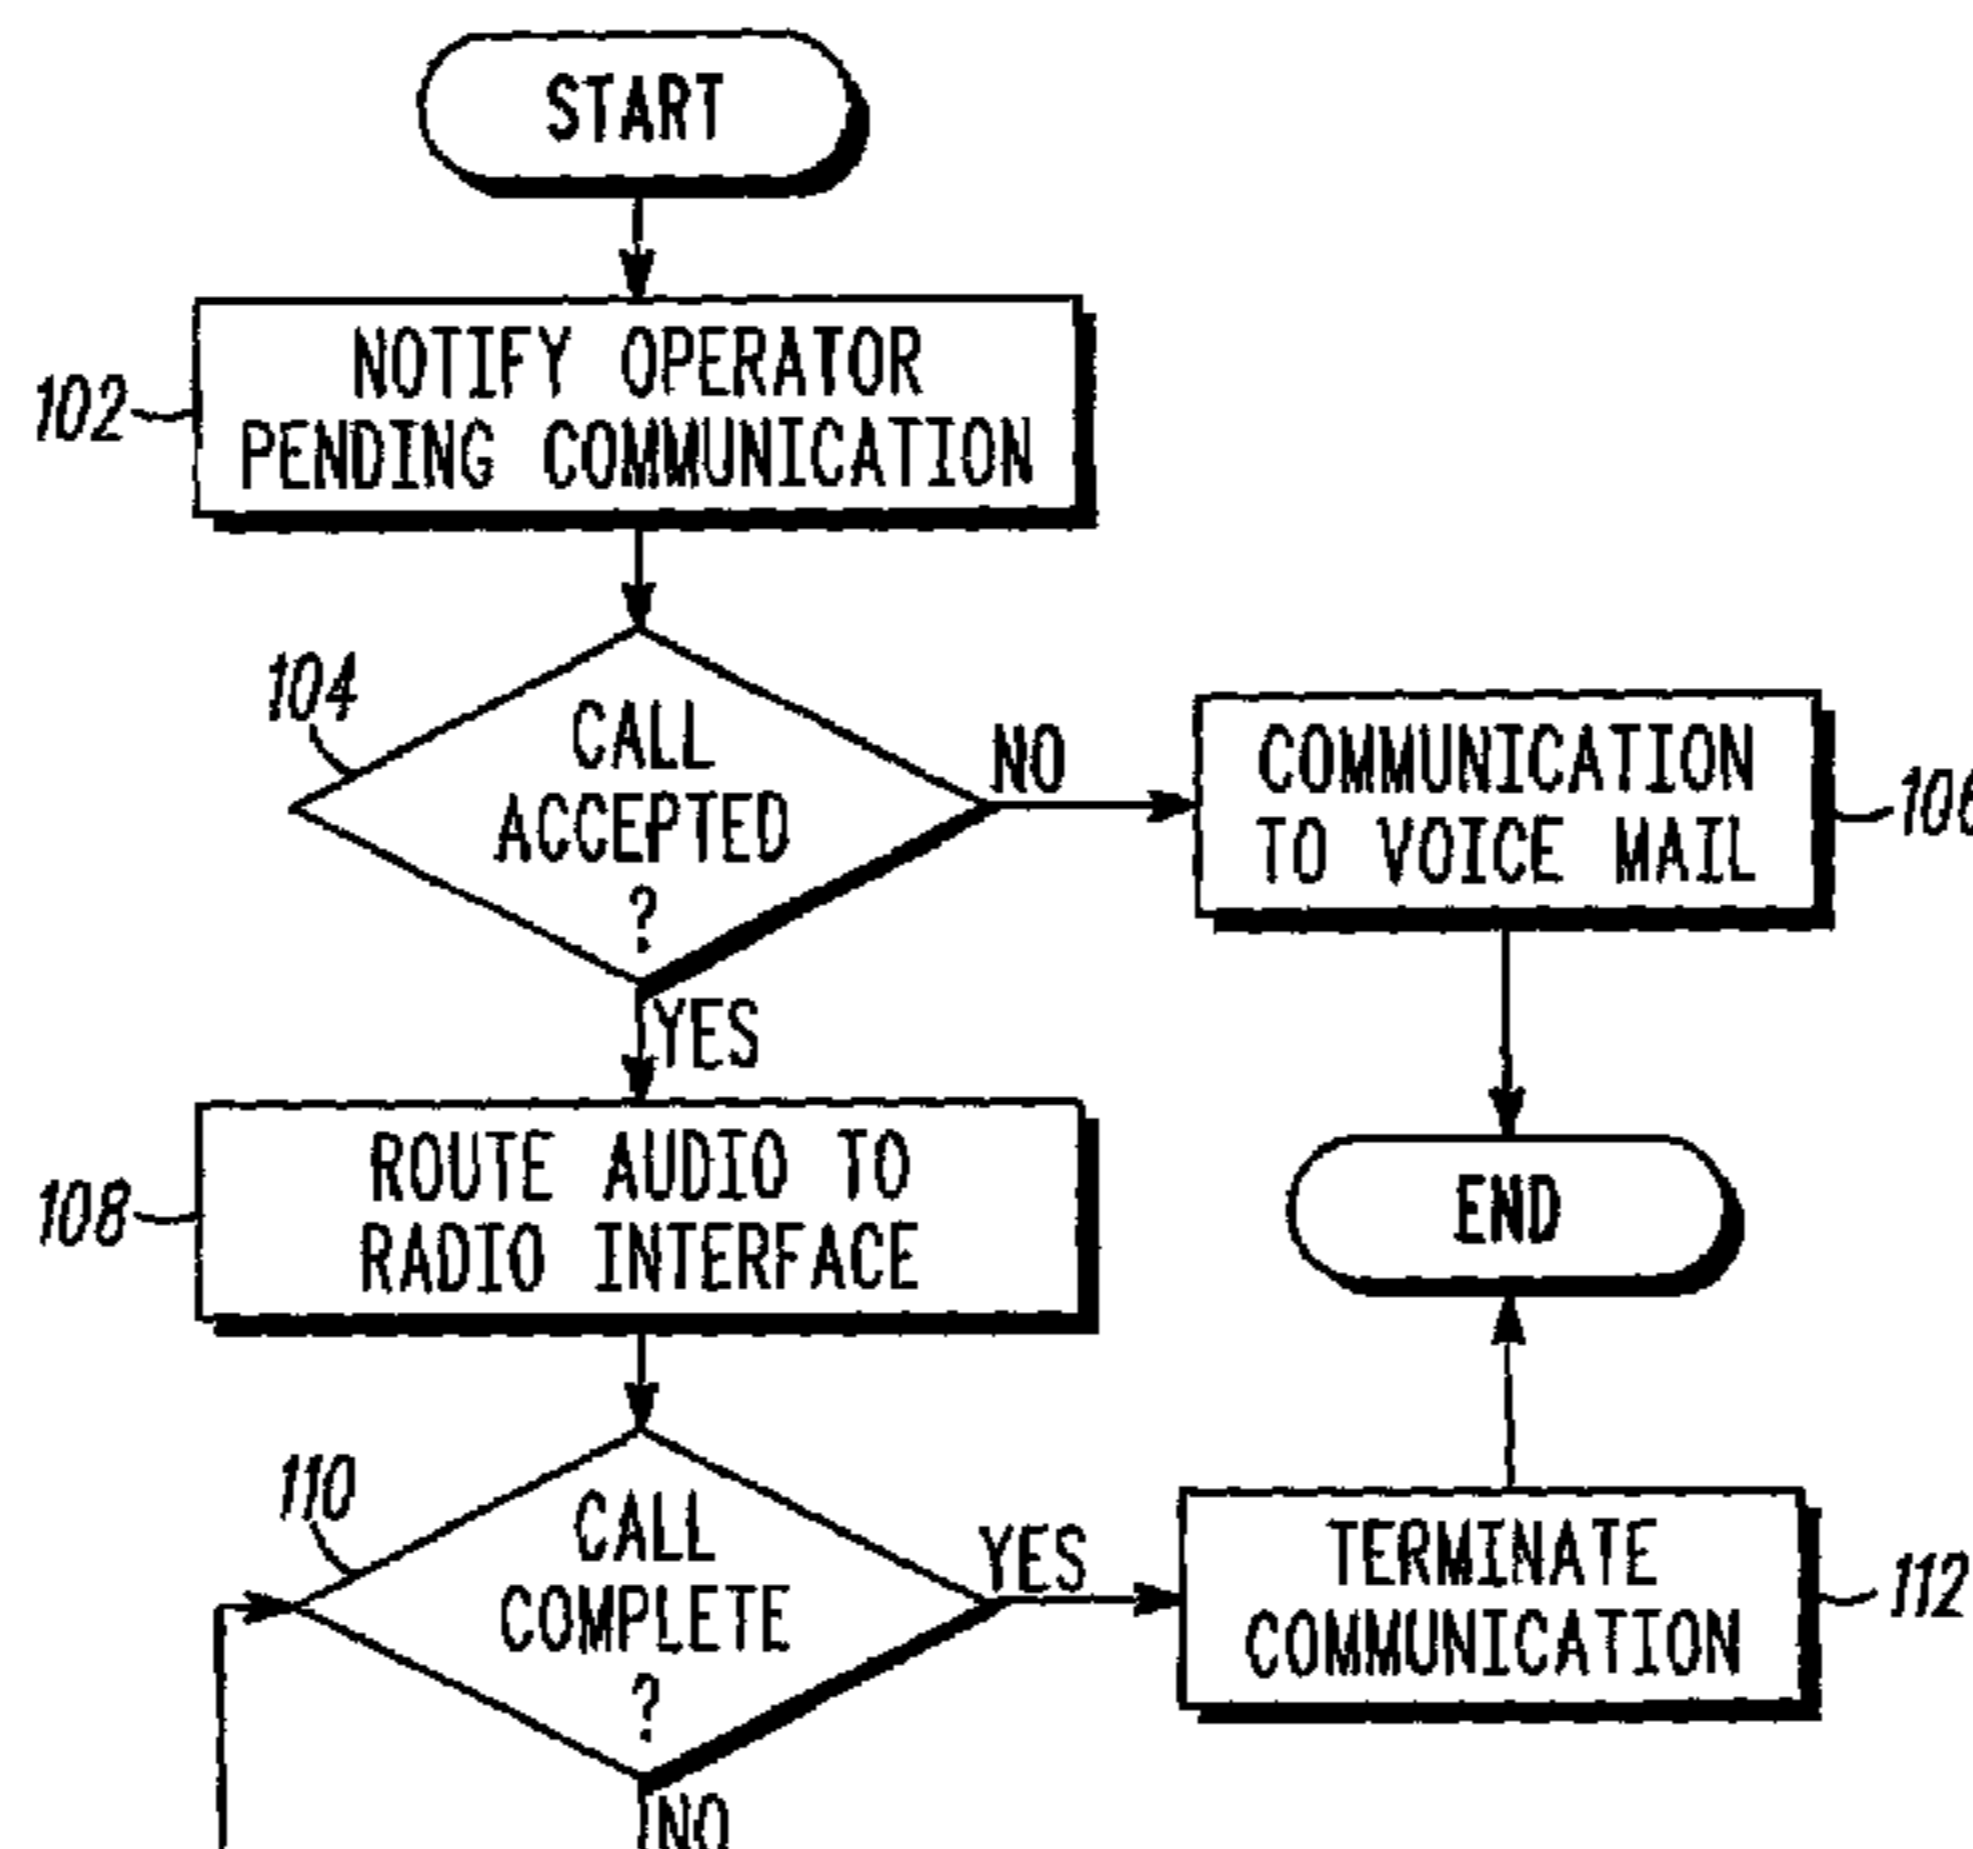 START
NOTIFY OPERATOR
PENDING COMMUNICATION
102
104
CALL
ACCEPTED
?
NO
COMMUNICATION
TO VOICE MAIL
YES
ROUTE AUDIO TO
RADIO INTERFACE
108
END
110
CALL
COMPLETE
?
YES
TERMINATE
COMMUNICATION
112
NO